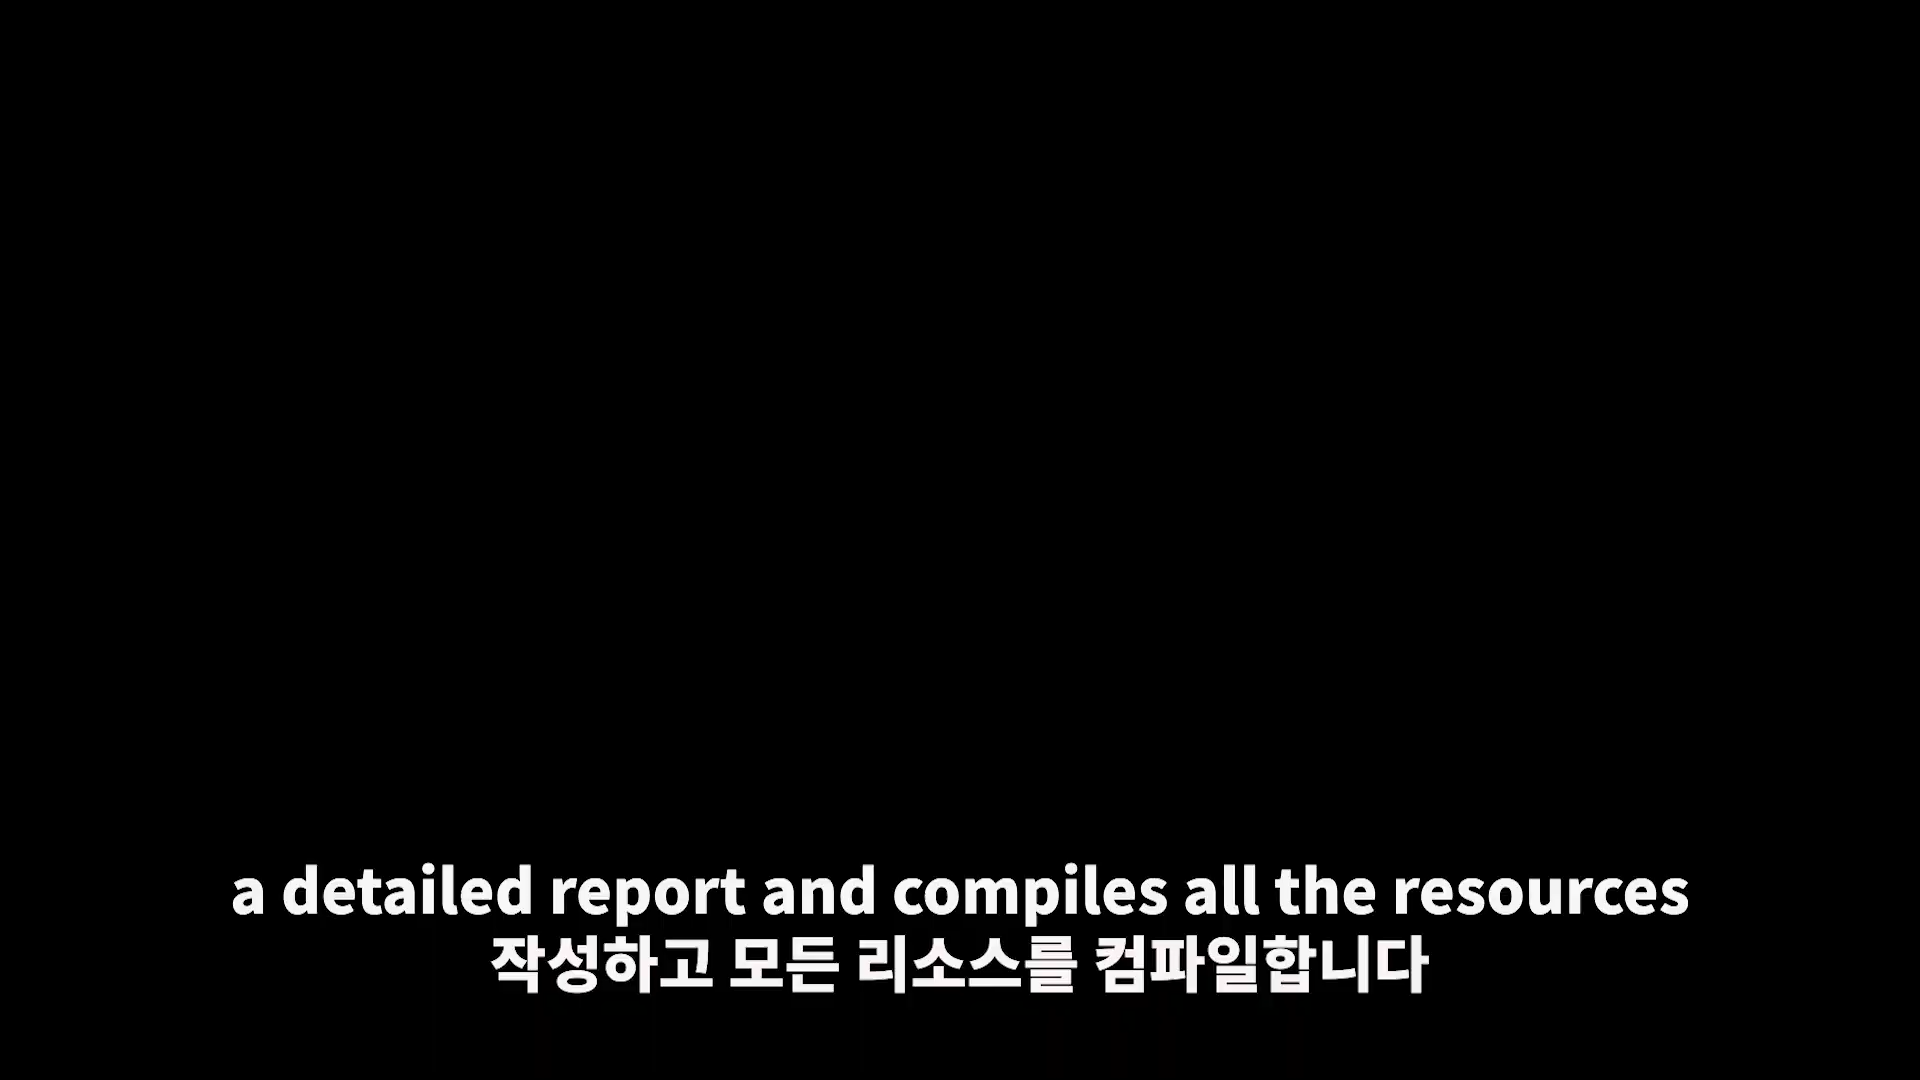 a detailed report and compiles all the resources
작성하고 모든 리소스를 컴파일합니다